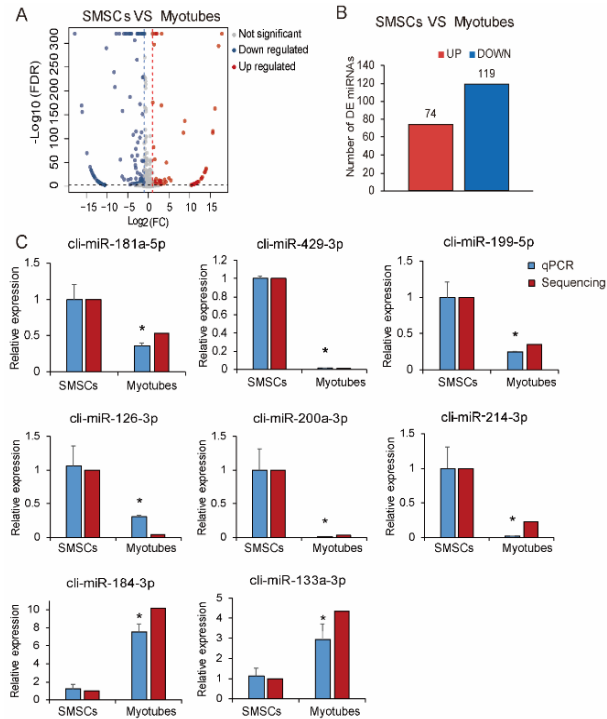 A
SMSCs VS Myotubes
-Log10 (FDR)
300
250
200
150
100
50
0
-15
-10
-5
0
5
10
15
Log2(FC)
Not significant
Down regulated
Up regulated
B
SMSCs VS Myotubes
UP
DOWN
Number of DE miRNAs
140
120
100
80
60
40
20
0
74
119
C
cli-miR-181a-5p
Relative expression
1.5
1
0.5
0
*
SMSCs
Myotubes
cli-miR-429-3p
Relative expression
1.2
1
0.8
0.6
0.4
0.2
0
*
SMSCs
Myotubes
cli-miR-199-5p
Relative expression
1.5
1
0.5
0
*
SMSCs
Myotubes
qPCR
Sequencing
cli-miR-126-3p
Relative expression
1.5
1
0.5
0
*
SMSCs
Myotubes
cli-miR-200a-3p
Relative expression
1.5
1
0.5
0
*
SMSCs
Myotubes
cli-miR-214-3p
Relative expression
1.5
1
0.5
0
*
SMSCs
Myotubes
cli-miR-184-3p
Relative expression
10
8
6
4
2
0
*
SMSCs
Myotubes
cli-miR-133a-3p
Relative expression
5
4
3
2
1
0
*
SMSCs
Myotubes